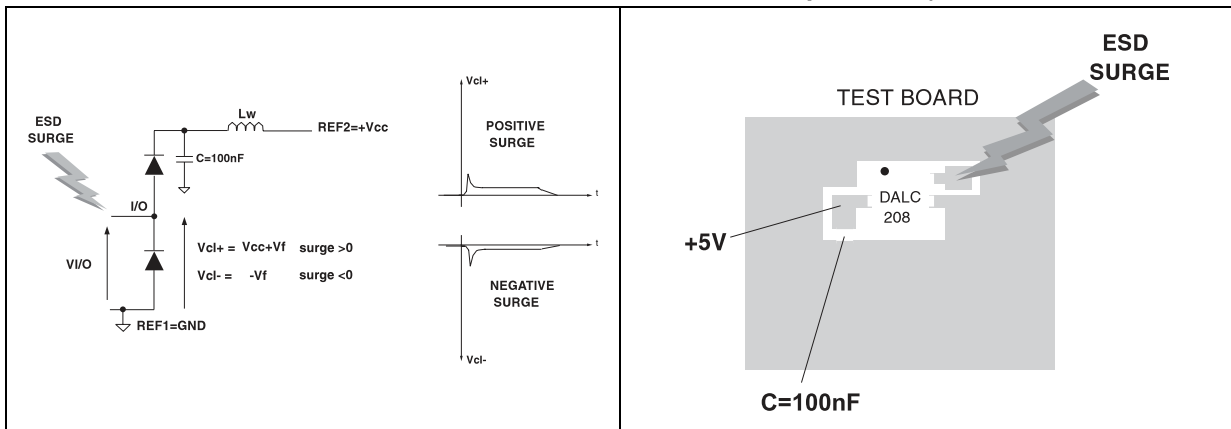 ESD
SURGE
Lw
REF2=+Vcc
C=100nF
I/O
VI/O
Vcl+ = Vcc+Vf surge >0
Vcl- = -Vf surge <0
REF1=GND
Vcl+
POSITIVE
SURGE
t
t
NEGATIVE
SURGE
Vcl-
ESD
SURGE
TEST BOARD
DALC
208
+5V
C=100nF